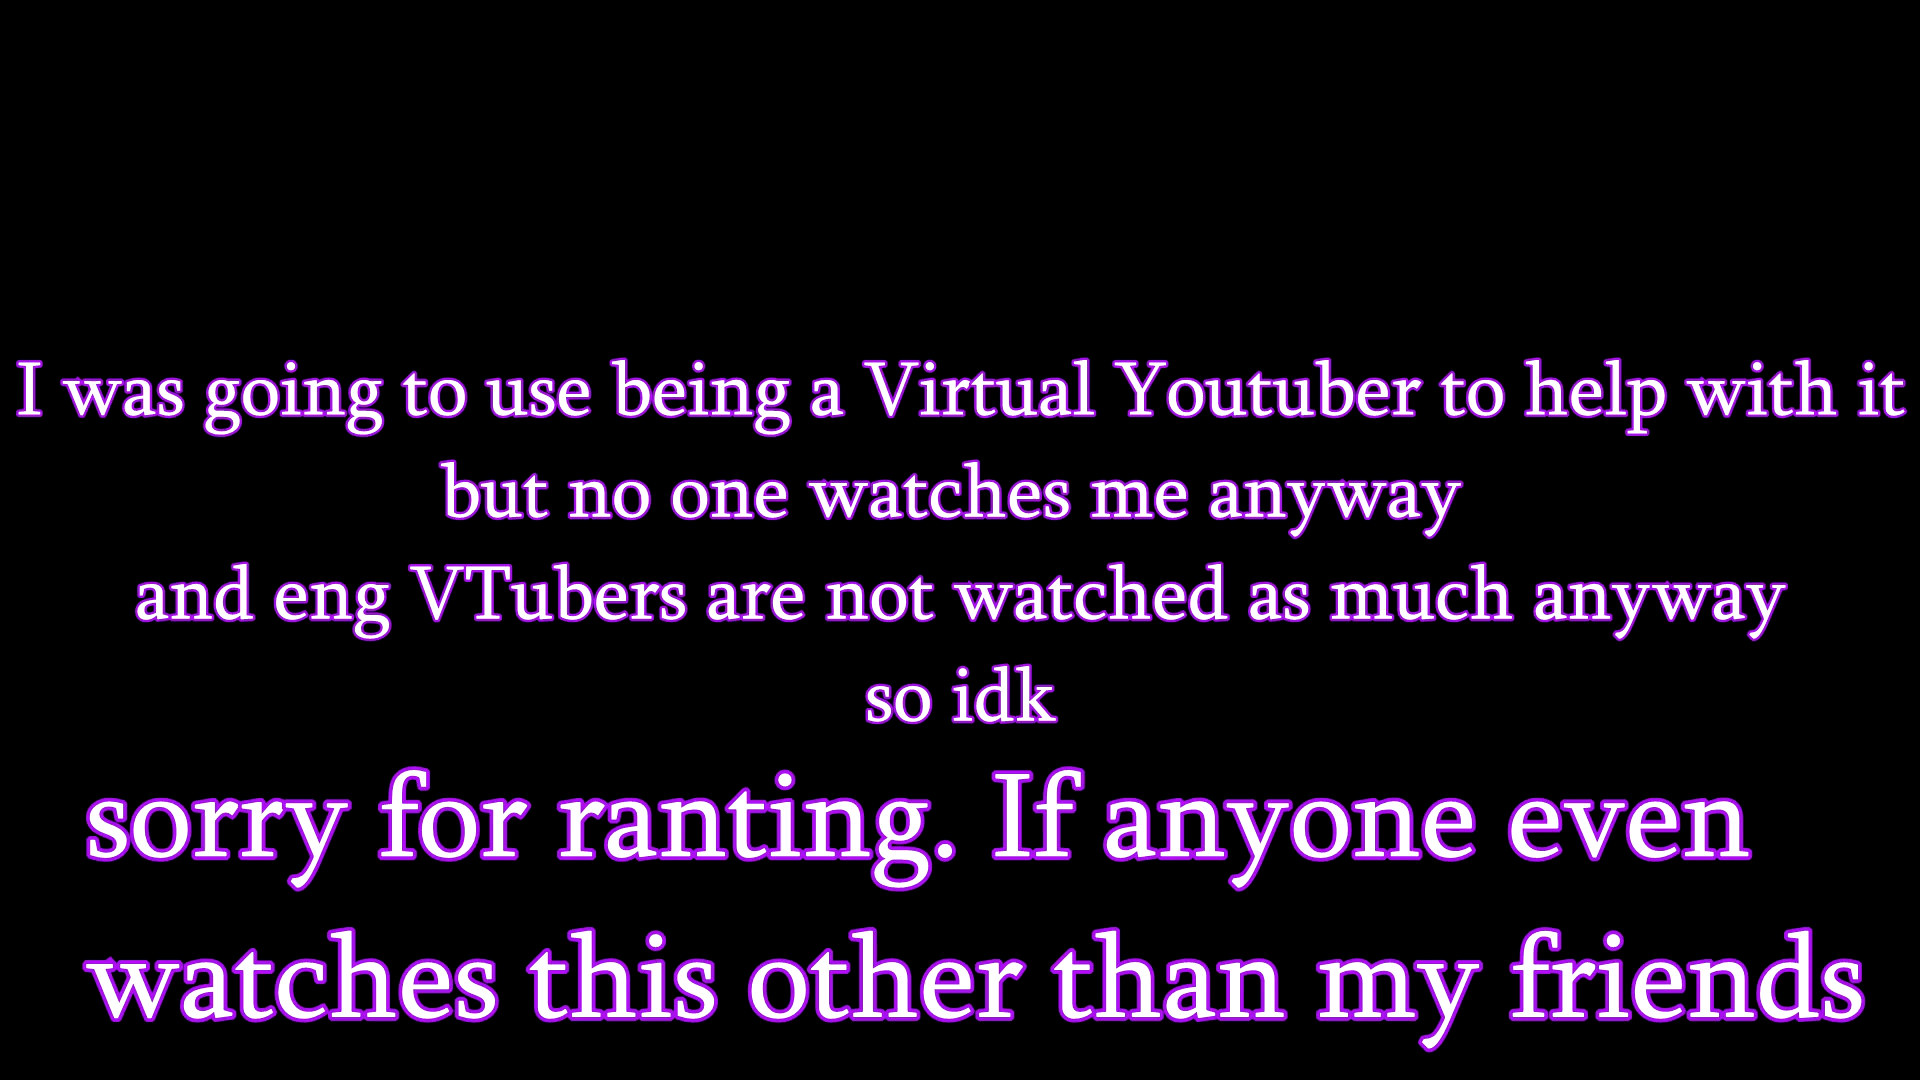 I was going to use being a Virtual Youtuber to help with it
but no one watches me anyway
and eng VTubers are not watched as much anyway
so idk
sorry for ranting. If anyone even
watches this other than my friends